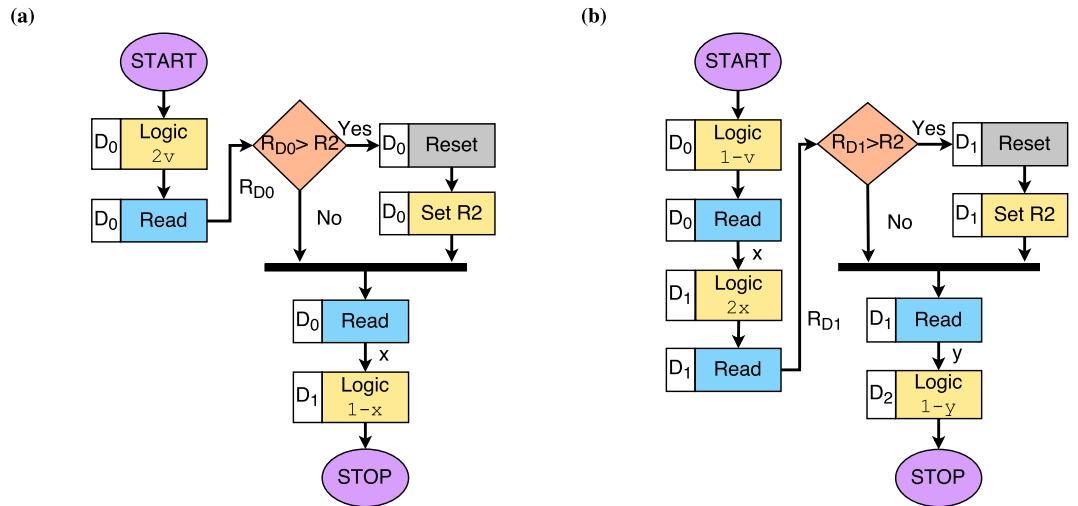 (a)
START
D0
Logic
2v
D0
Read
RD0
RD0> R2
Yes
No
D0
Reset
D0
Set R2
D0
Read
x
D1
Logic
1-x
STOP
(b)
START
D0
Logic
1-v
D0
Read
x
D1
Logic
2x
D1
Read
RD1
RD1>R2
Yes
No
D1
Reset
D1
Set R2
D1
Read
y
D2
Logic
1-y
STOP